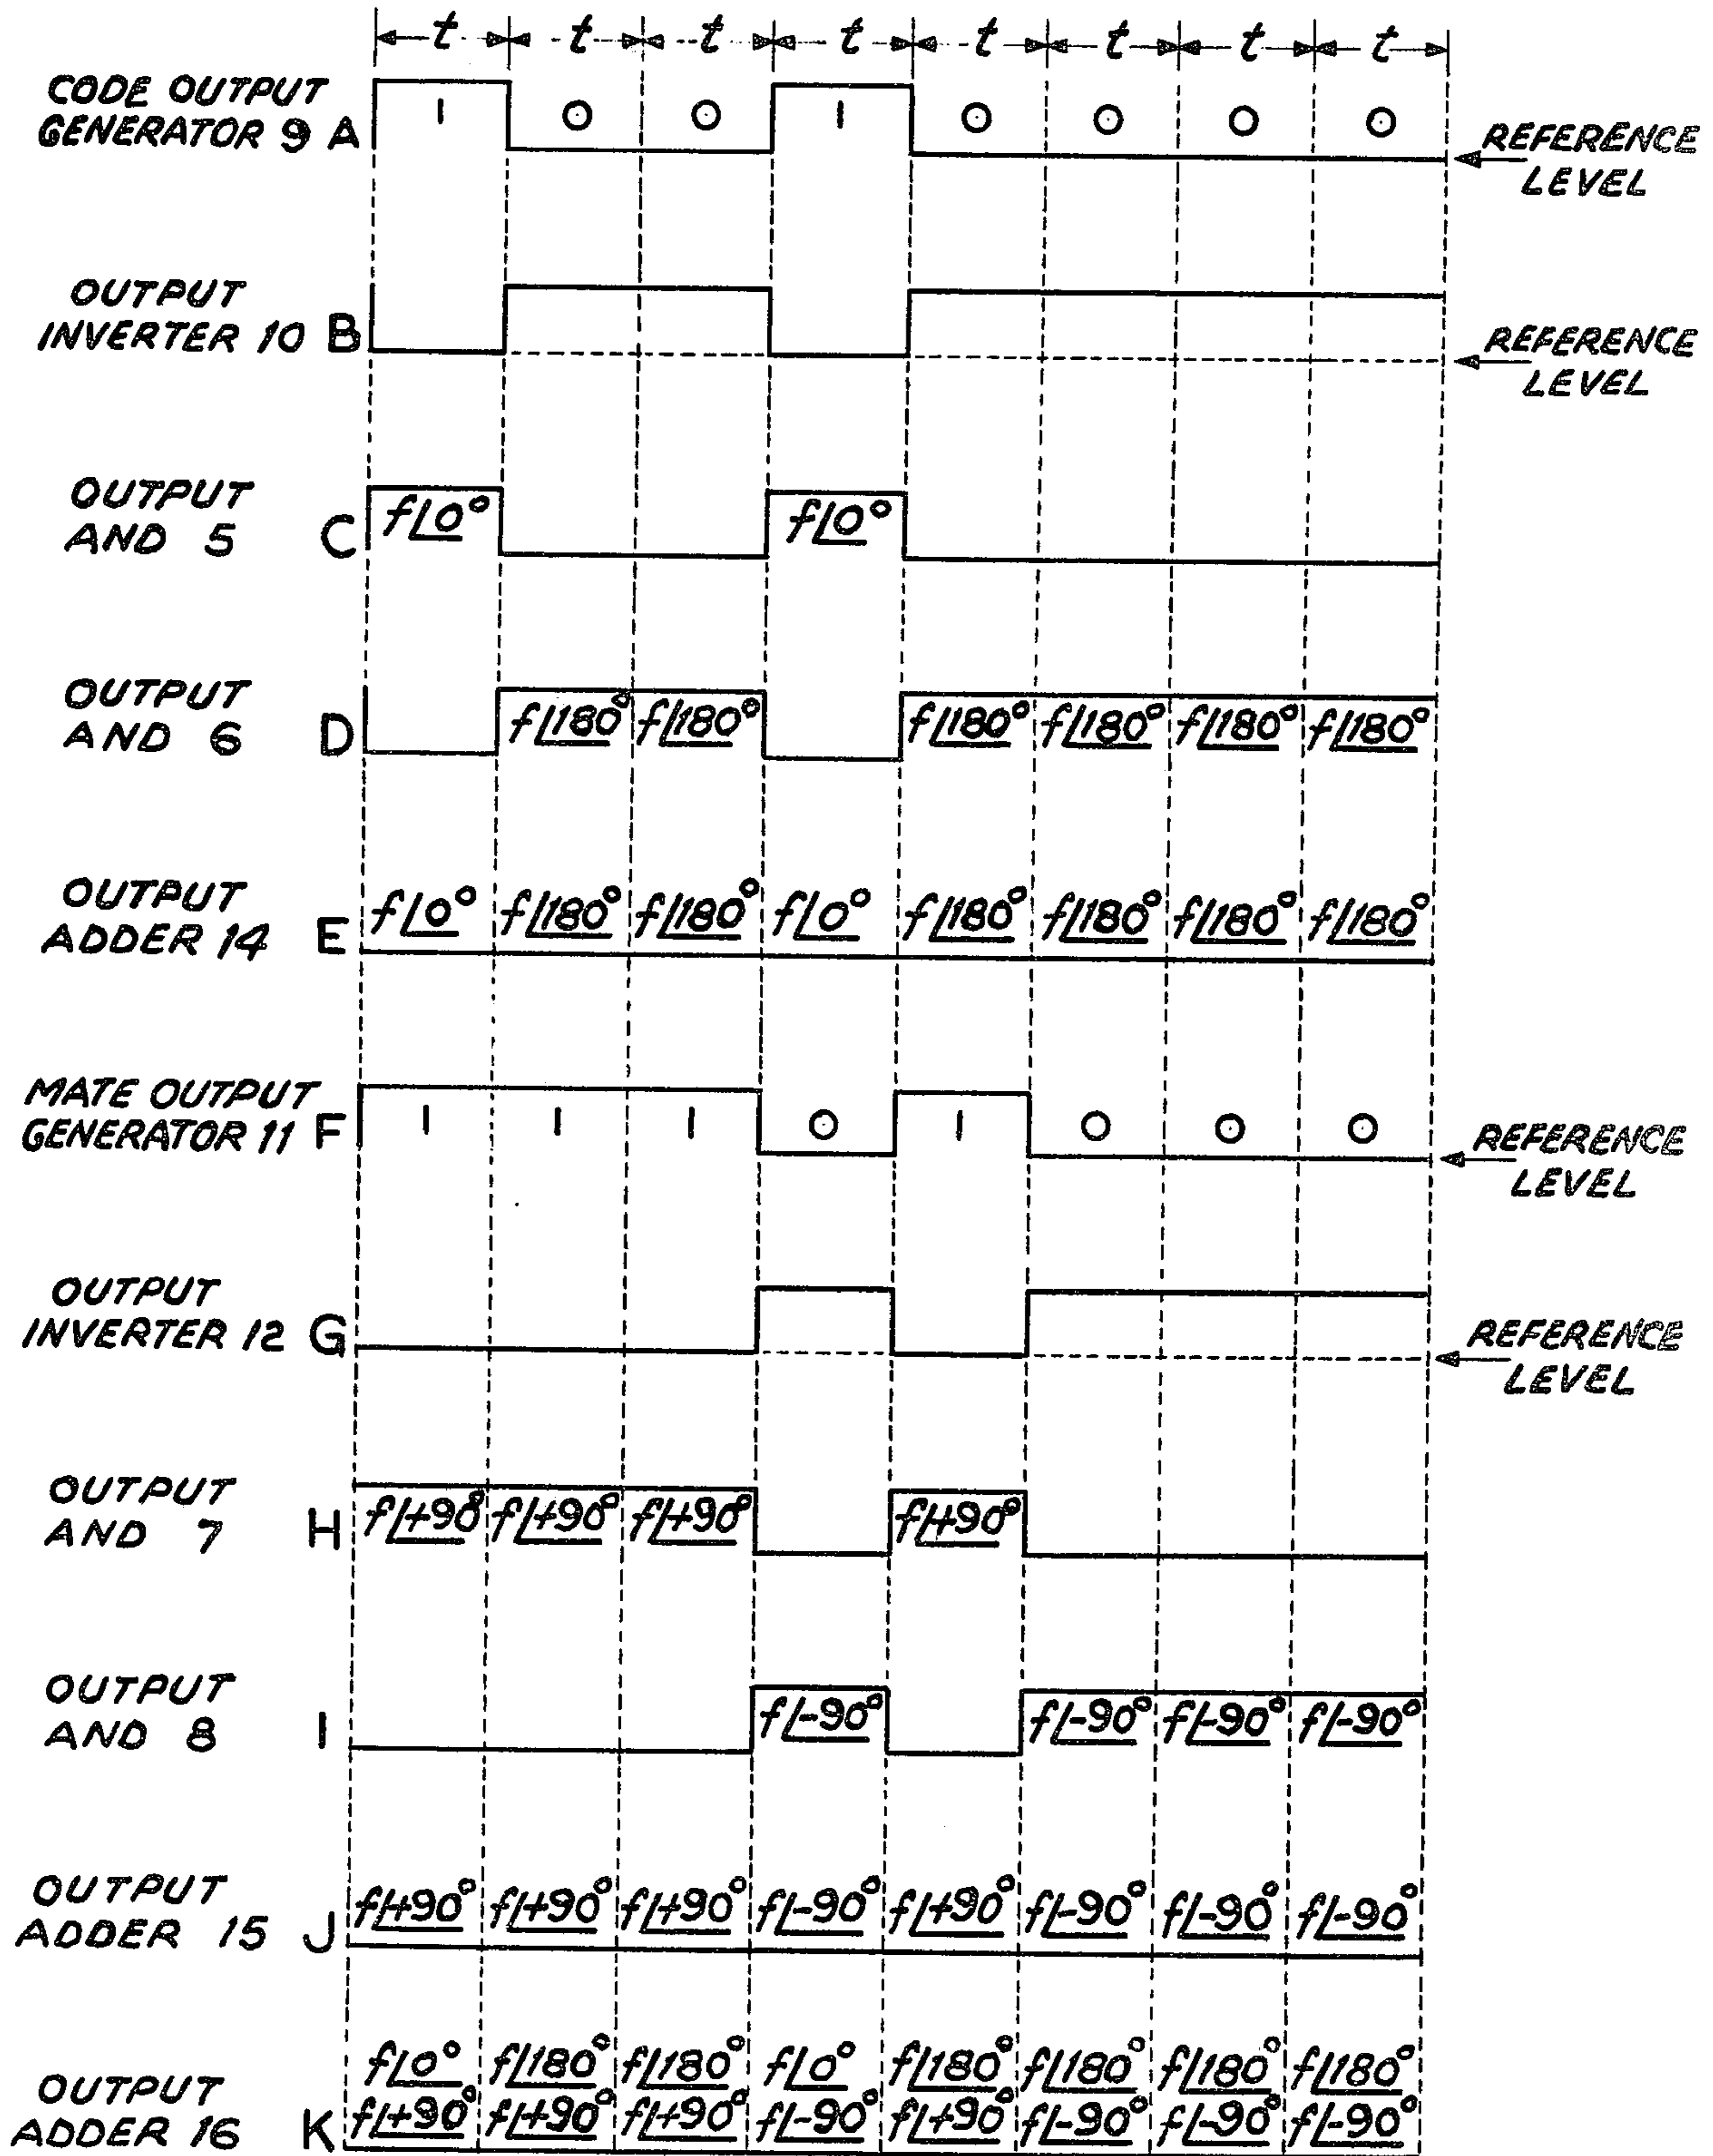 t t t t t t t t
CODE OUTPUT
GENERATOR 9 A
1 0 0 1 0 0 0 0
REFERENCE
LEVEL
OUTPUT
INVERTER 10 B
REFERENCE
LEVEL
OUTPUT
AND 5 C
f∠0° f∠0°
OUTPUT
AND 6 D
f∠180° f∠180° f∠180° f∠180° f∠180° f∠180°
OUTPUT
ADDER 14 E
f∠0° f∠180° f∠180° f∠0° f∠180° f∠180° f∠180° f∠180°
MATE OUTPUT
GENERATOR 11 F
1 1 1 0 1 0 0 0
REFERENCE
LEVEL
OUTPUT
INVERTER 12 G
REFERENCE
LEVEL
OUTPUT
AND 7 H
f∠+90° f∠+90° f∠+90° f∠+90°
OUTPUT
AND 8 I
f∠-90° f∠-90° f∠-90° f∠-90°
OUTPUT
ADDER 15 J
f∠+90° f∠+90° f∠+90° f∠-90° f∠+90° f∠-90° f∠-90° f∠-90°
OUTPUT
ADDER 16 K
f∠0° f∠180° f∠180° f∠0° f∠180° f∠180° f∠180° f∠180°
f∠+90° f∠+90° f∠+90° f∠-90° f∠+90° f∠-90° f∠-90° f∠-90°